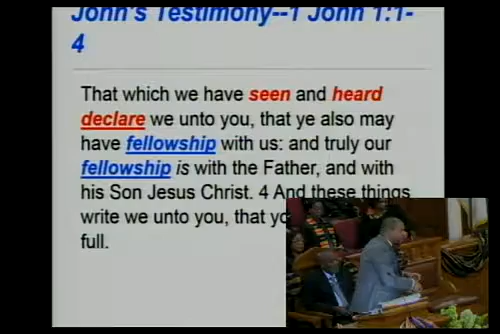 John's Testimony--1 John 1:1-
4
That which we have seen and heard
declare we unto you, that ye also may
have fellowship with us: and truly our
fellowship is with the Father, and with
his Son Jesus Christ. 4 And these things
write we unto you, that
full.